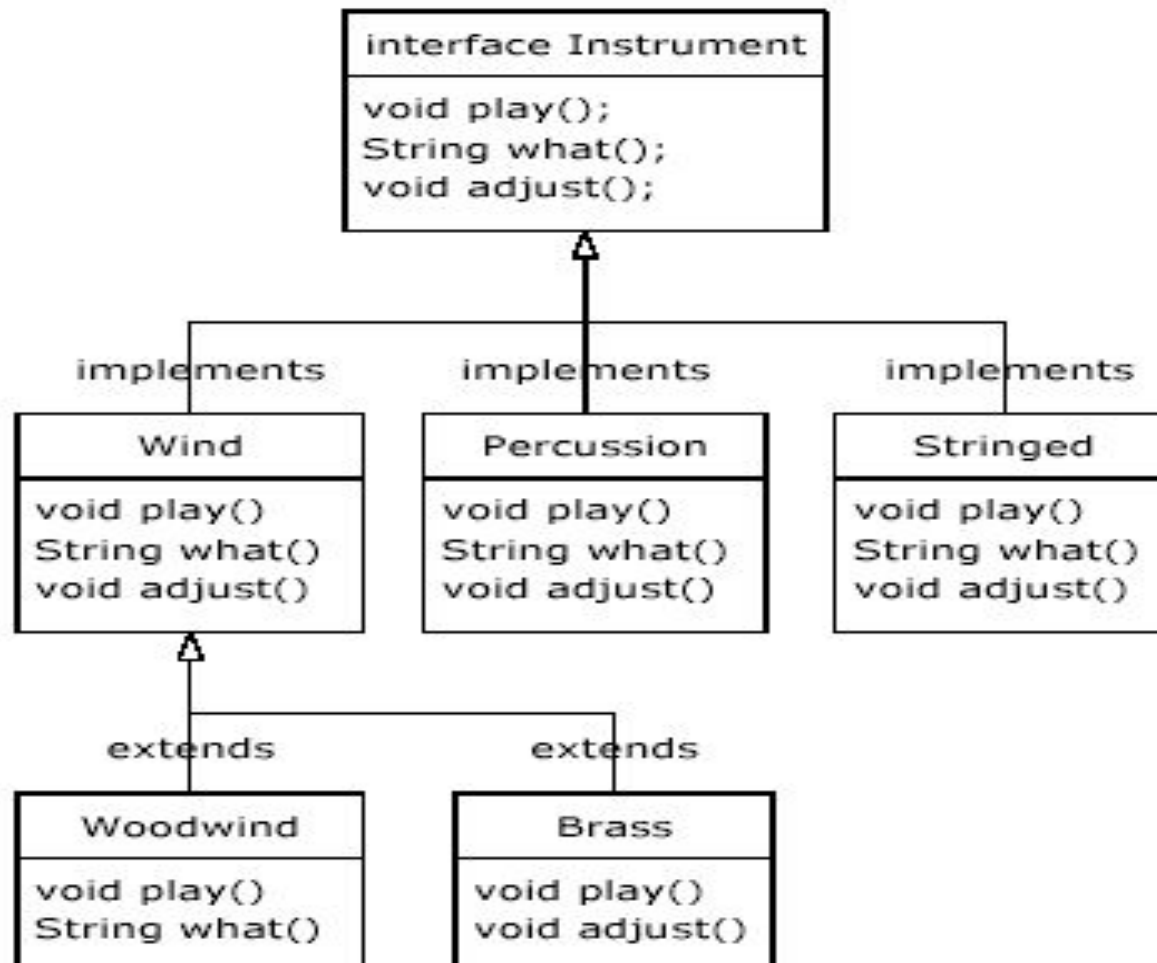 interface Instrument
void play();
String what();
void adjust();
implements
implements
implements
Wind
void play()
String what()
void adjust()
Percussion
void play()
String what()
void adjust()
Stringed
void play()
String what()
void adjust()
extends
extends
Woodwind
void play()
String what()
Brass
void play()
void adjust()